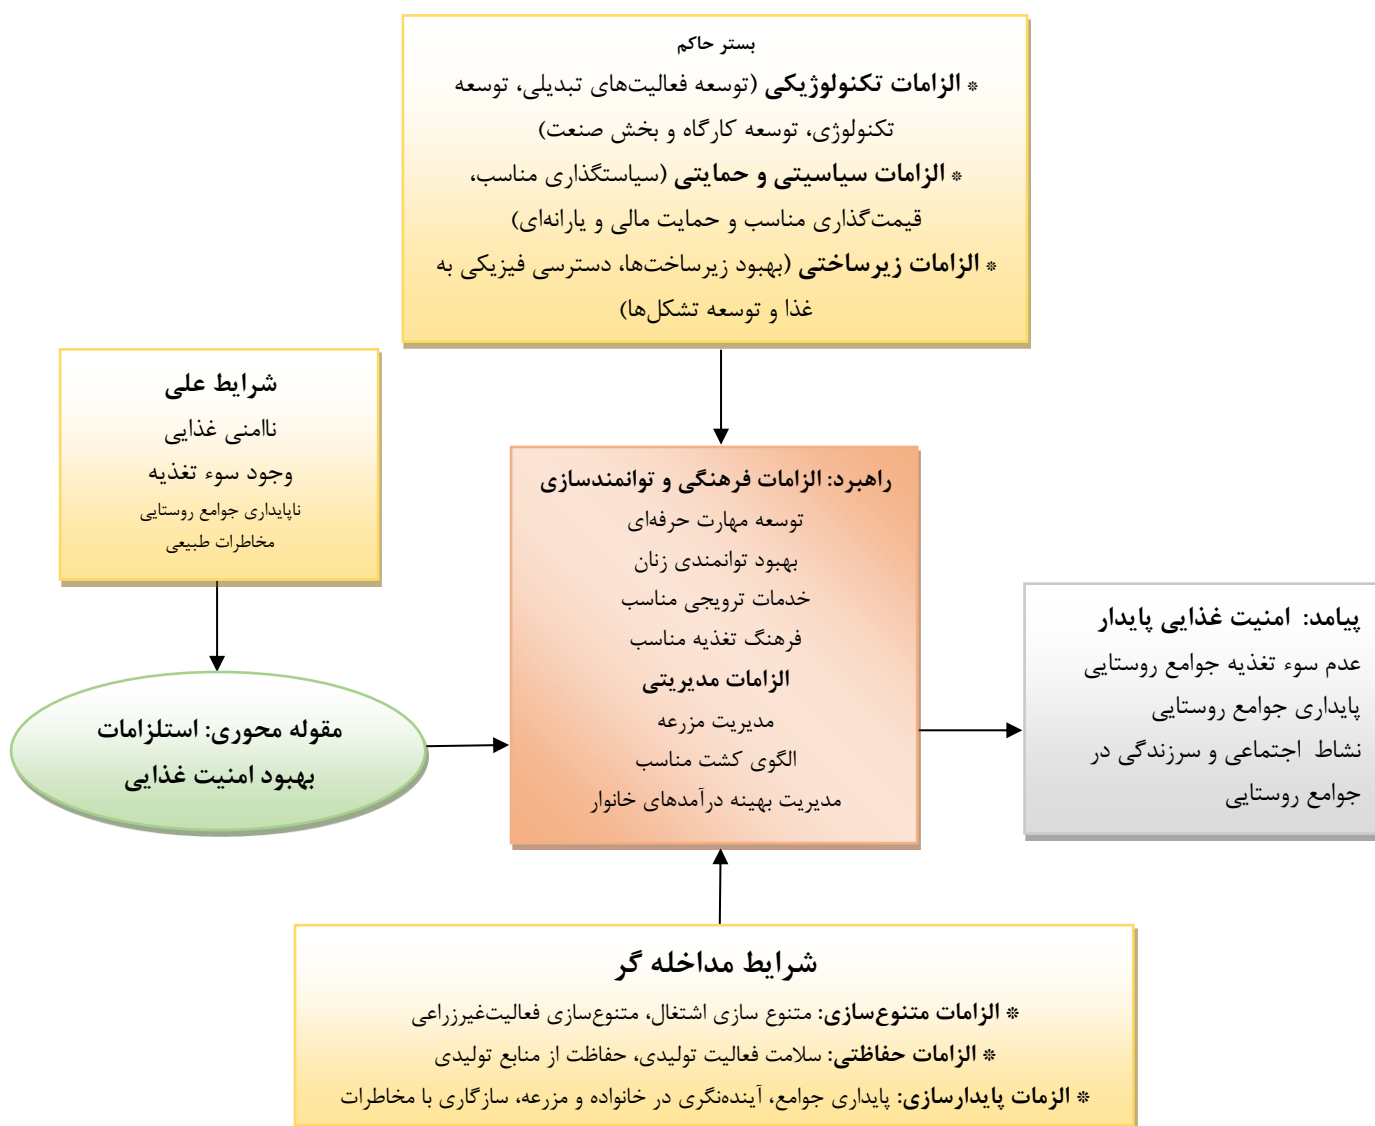 بستر حاکم
* الزامات تکنولوژیکی (توسعه فعالیت‌های تبدیلی، توسعه
تکنولوژی، توسعه کارگاه و بخش صنعت)
* الزامات سیاسیتی و حمایتی (سیاستگذاری مناسب،
قیمت‌گذاری مناسب و حمایت مالی و یارانه‌ای)
* الزامات زیرساختی (بهبود زیرساخت‌ها، دسترسی فیزیکی به
غذا و توسعه تشکل‌ها)
شرایط علی
ناامنی غذایی
وجود سوء تغذیه
ناپایداری جوامع روستایی
مخاطرات طبیعی
مقوله محوری: استلزامات
بهبود امنیت غذایی
راهبرد: الزامات فرهنگی و توانمندسازی
توسعه مهارت حرفه‌ای
بهبود توانمندی زنان
خدمات ترویجی مناسب
فرهنگ تغذیه مناسب
الزامات مدیریتی
مدیریت مزرعه
الگوی کشت مناسب
مدیریت بهینه درآمدهای خانوار
پیامد: امنیت غذایی پایدار
عدم سوء تغذیه جوامع روستایی
پایداری جوامع روستایی
نشاط اجتماعی و سرزندگی در
جوامع روستایی
شرایط مداخله گر
* الزامات متنوع‌سازی: متنوع سازی اشتغال، متنوع‌سازی فعالیت‌غیرزراعی
* الزامات حفاظتی: سلامت فعالیت تولیدی، حفاظت از منابع تولیدی
* الزمات پایدارسازی: پایداری جوامع، آینده‌نگری در خانواده و مزرعه، سازگاری با مخاطرات